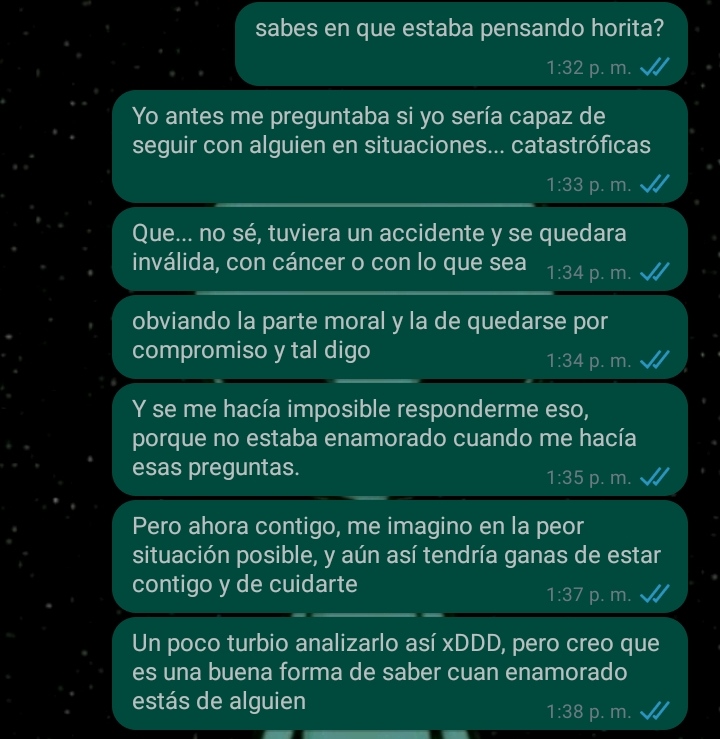 sabes en que estaba pensando horita?
1:32 p. m.
Yo antes me preguntaba si yo sería capaz de
seguir con alguien en situaciones... catastróficas
1:33 p. m.
Que... no sé, tuviera un accidente y se quedara
inválida, con cáncer o con lo que sea 1:34 p. m.
obviando la parte moral y la de quedarse por
compromiso y tal digo 1:34 p. m.
Y se me hacía imposible responderme eso,
porque no estaba enamorado cuando me hacía
esas preguntas. 1:35 p. m.
Pero ahora contigo, me imagino en la peor
situación posible, y aún así tendría ganas de estar
contigo y de cuidarte 1:37 p. m.
Un poco turbio analizarlo así xDDD, pero creo que
es una buena forma de saber cuan enamorado
estás de alguien 1:38 p. m.